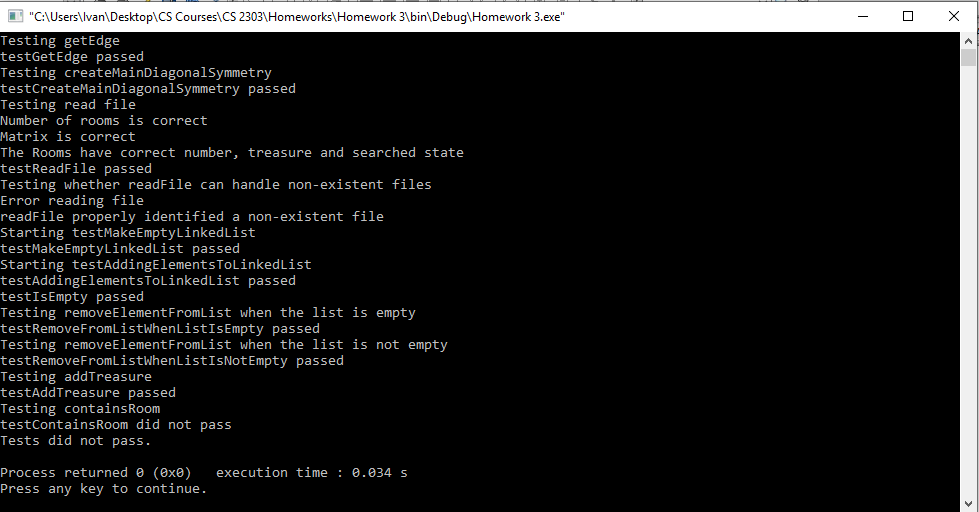 "C:\Users\Ivan\Desktop\CS Courses\CS 2303\Homeworks\Homework 3\bin\Debug\Homework 3.exe"
Testing getEdge
testGetEdge passed
Testing createMainDiagonalSymmetry
testCreateMainDiagonalSymmetry passed
Testing read file
Number of rooms is correct
Matrix is correct
The Rooms have correct number, treasure and searched state
testReadFile passed
Testing whether readFile can handle non-existent files
Error reading file
readFile properly identified a non-existent file
Starting testMakeEmptyLinkedList
testMakeEmptyLinkedList passed
Starting testAddingElementsToLinkedList
testAddingElementsToLinkedList passed
testIsEmpty passed
Testing removeElementFromList when the list is empty
testRemoveFromListWhenListIsEmpty passed
Testing removeElementFromList when the list is not empty
testRemoveFromListWhenListIsNotEmpty passed
Testing addTreasure
testAddTreasure passed
Testing containsRoom
testContainsRoom did not pass
Tests did not pass.

Process returned 0 (0x0)   execution time : 0.034 s
Press any key to continue.